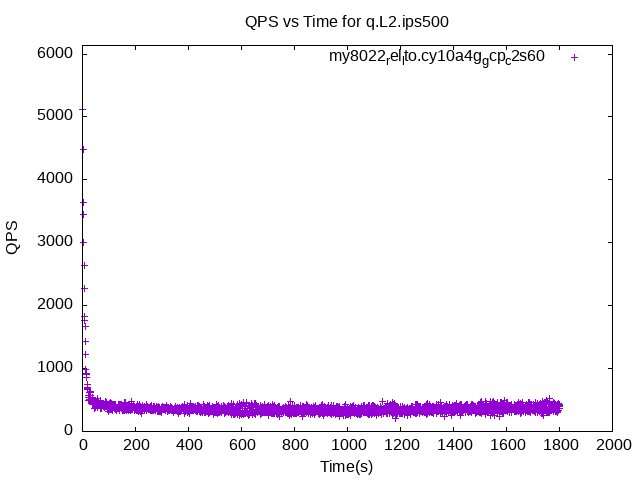 QPS vs Time for q.L2.ips500
my8022relto.cy10a4ggcpc2s60
6000
5000
4000
3000
2000
1000
0
QPS
0 200 400 600 800 1000 1200 1400 1600 1800 2000
Time(s)